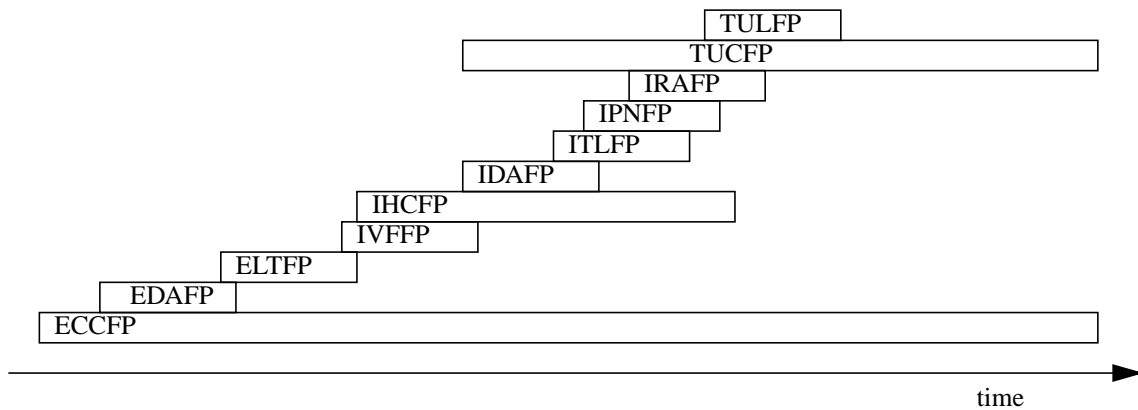 TULFP
TUCFP
IRAFP
IPNFP
ITLFP
IDAFP
IHCFP
IVFFP
ELTFP
EDAFP
ECCFP
time